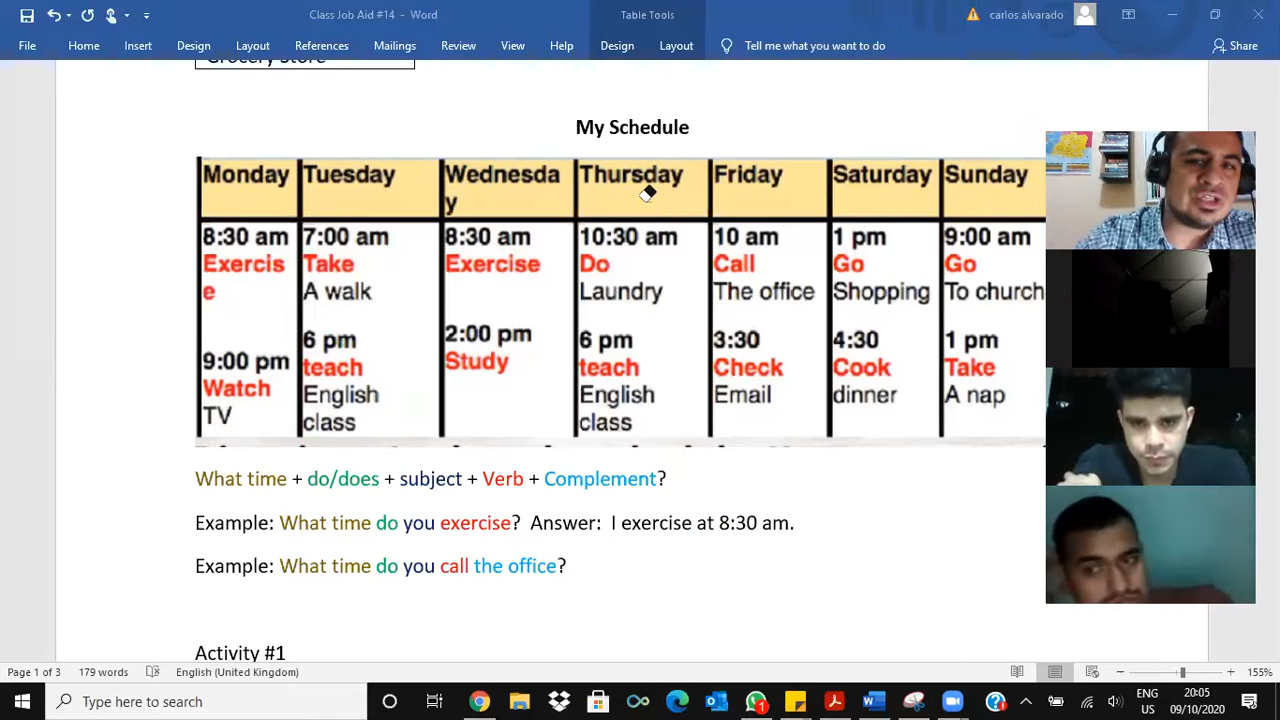 Class Job Aid #14 - Word
Table Tools
carlos alvarado
File Home Insert Design Layout References Mailings Review View Help Design Layout Tell me what you want to do Share
Grocery Store
My Schedule
Monday Tuesday Wednesda Thursday Friday Saturday Sunday
y
8:30 am 7:00 am 8:30 am 10:30 am 10 am 1 pm 9:00 am
Exercis Take Exercise Do Call Go Go
e A walk Laundry The office Shopping To church
6 pm 2:00 pm 6 pm 3:30 4:30 1 pm
9:00 pm teach Study teach Check Cook Take
Watch English English Email dinner A nap
TV class class
What time + do/does + subject + Verb + Complement?
Example: What time do you exercise? Answer: I exercise at 8:30 am.
Example: What time do you call the office?
Activity #1
Page 1 of 3 179 words English (United Kingdom) 155%
Type here to search
ENG 20:05
US 09/10/2020
1